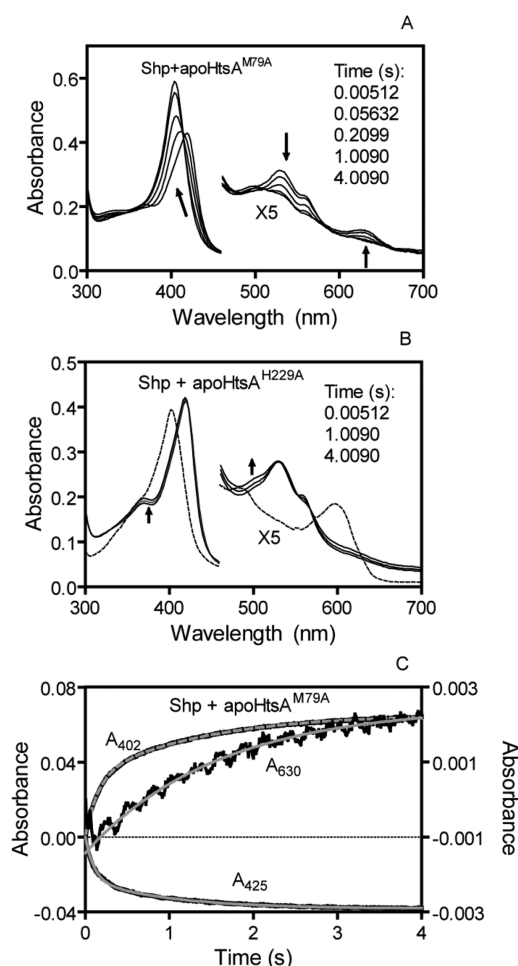 A
Shp+apoHtsA^M79A
Time (s):
0.00512
0.05632
0.2099
1.0090
4.0090
X5
0.6
0.4
0.2
0.0
Absorbance
300 400 500 600 700
Wavelength (nm)
B
Shp + apoHtsA^H229A
Time (s):
0.00512
1.0090
4.0090
X5
0.5
0.4
0.3
0.2
0.1
0.0
Absorbance
300 400 500 600 700
Wavelength (nm)
C
Shp + apoHtsA^M79A
A402
A630
A425
0.08
0.04
0.00
-0.04
Absorbance
0.003
0.001
-0.001
-0.003
Absorbance
0 1 2 3 4
Time (s)